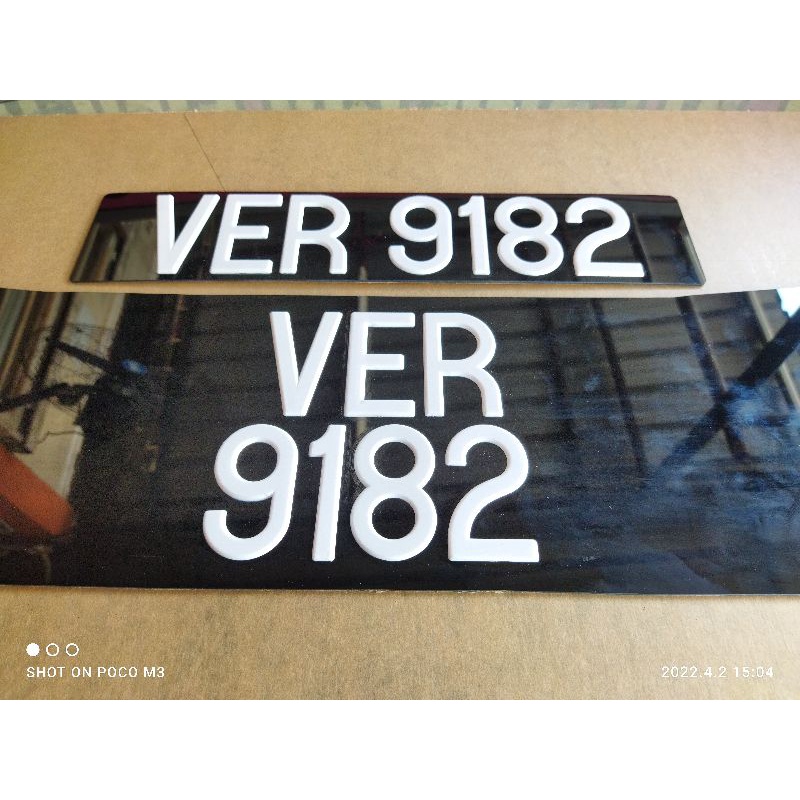 VER 9182
VER
9182
SHOT ON POCO M3
2022.4.2 15:04